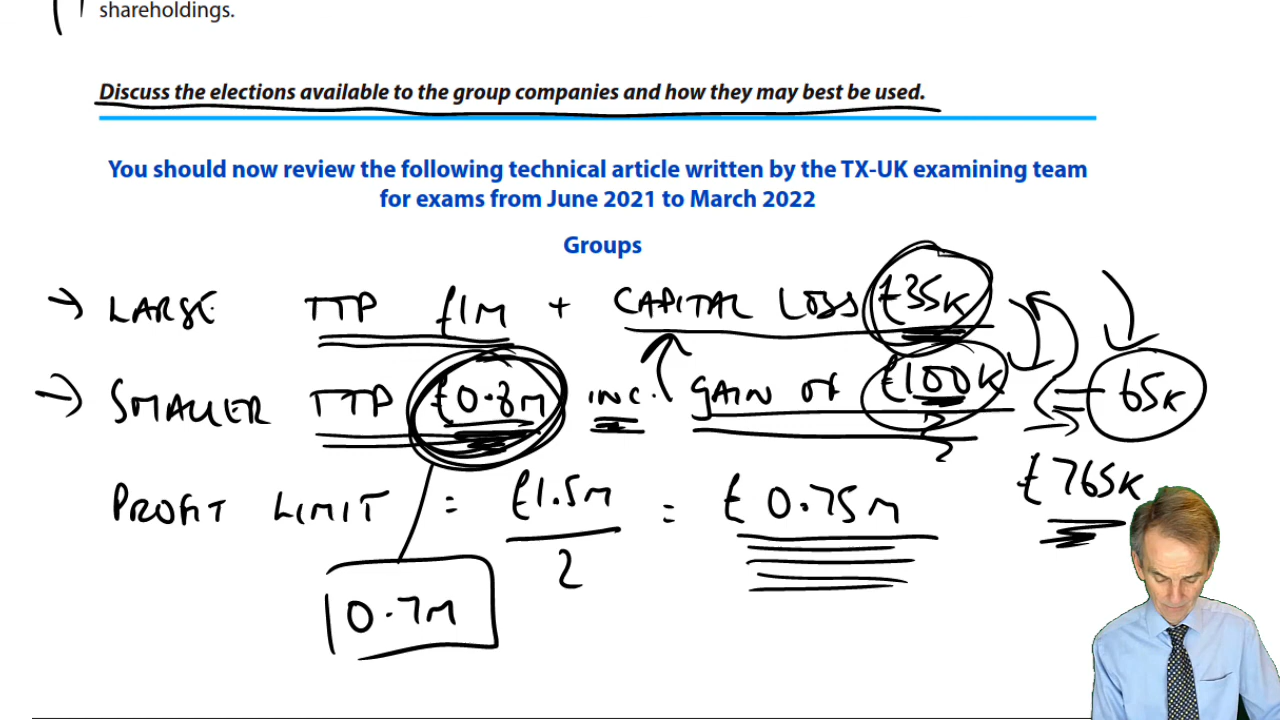 shareholdings.
Discuss the elections available to the group companies and how they may best be used.
You should now review the following technical article written by the TX-UK examining team
for exams from June 2021 to March 2022
Groups
→ LARGE TTP £1M + CAPITAL LOSS £35K
→ SMALLER TTP £0.8M inc. GAIN OF £100K = 65K
PROFIT LIMIT = £1.5M / 2 = £0.75M £765K
0.7M